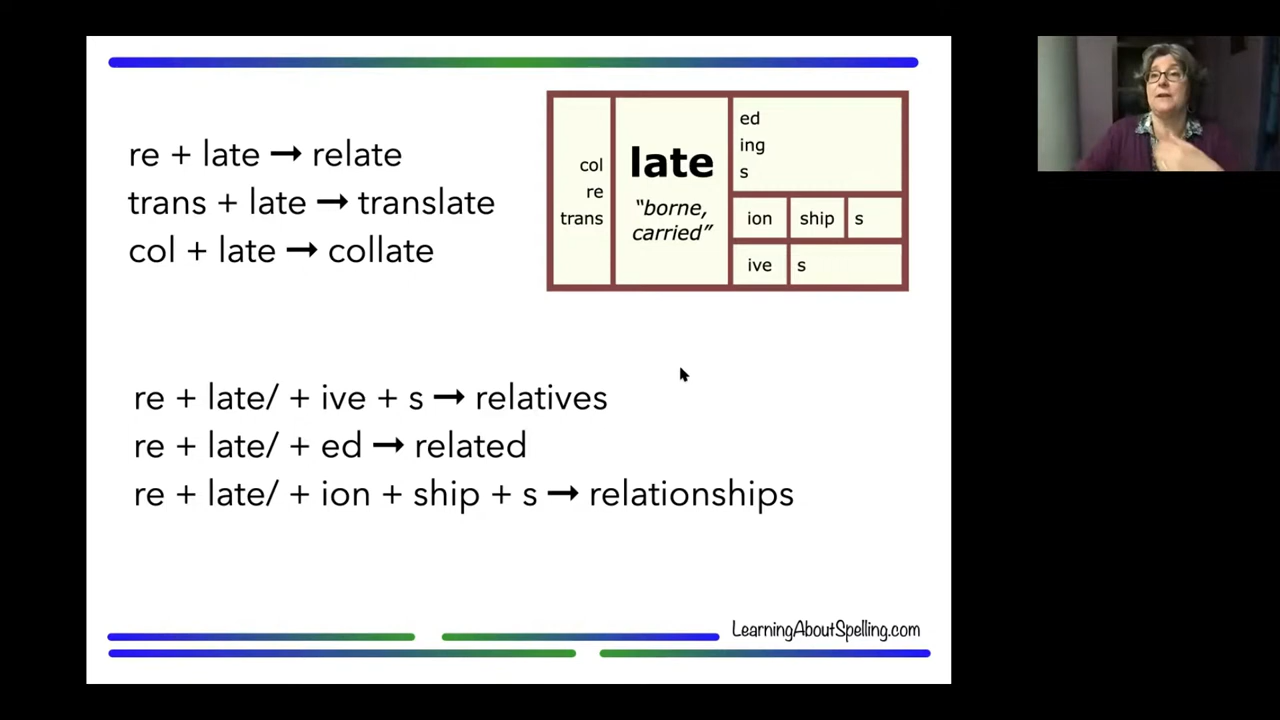 re + late → relate
trans + late → translate
col + late → collate
col
re
trans
late
“borne,
carried”
ed
ing
s
ion ship s
ive s
re + late/ + ive + s → relatives
re + late/ + ed → related
re + late/ + ion + ship + s → relationships
LearningAboutSpelling.com